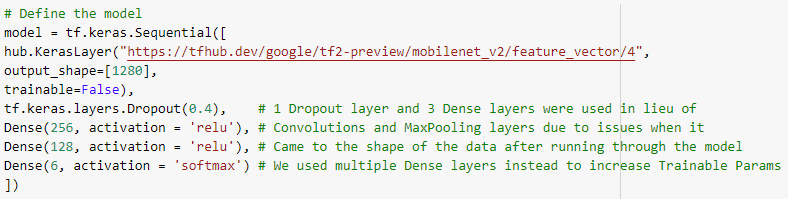 # Define the model
model = tf.keras.Sequential([
hub.KerasLayer("https://tfhub.dev/google/tf2-preview/mobilenet_v2/feature_vector/4",
output_shape=[1280],
trainable=False),
tf.keras.layers.Dropout(0.4),    # 1 Dropout layer and 3 Dense layers were used in lieu of
Dense(256, activation = 'relu'), # Convolutions and MaxPooling layers due to issues when it
Dense(128, activation = 'relu'), # Came to the shape of the data after running through the model
Dense(6, activation = 'softmax') # We used multiple Dense layers instead to increase Trainable Params
])